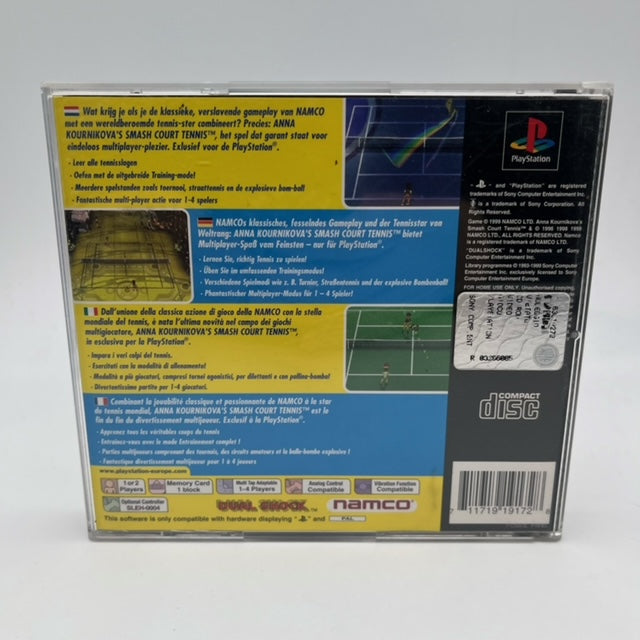 Wat krijg je als je de klassieke, verslavende gameplay van NAMCO
met een wereldberoemde tennis-ster combineert? Precies: ANNA
KOURNIKOVA'S SMASH COURT TENNIS™, het spel dat garant staat voor
eindeloos multiplayer-plezier. Exlusief voor de PlayStation®.
- Leer alle tennisslagen
- Oefen met de uitgebreide Training-mode!
- Meerdere spelstanden zoals toernooi, straattennis en de explosieve bom-ball
- Fantastische multi-player actie voor 1-4 spelers
NAMCOs klassisches, fesselndes Gameplay und der Tennisstar von
Weltrang: ANNA KOURNIKOVA'S SMASH COURT TENNIS™ bietet
Multiplayer-Spaß vom Feinsten – nur für PlayStation®.
- Lernen Sie, richtig Tennis zu spielen!
- Üben Sie im umfassenden Trainingsmodus!
- Verschiedene Spielmodi wie z. B. Turnier, Straßentennis und der explosive Bombenball!
- Phantastischer Multiplayer-Modus für 1 – 4 Spieler!
Dall'unione della classica azione di gioco della NAMCO con la stella
mondiale del tennis, è nata l'ultima novità nel campo dei giochi
multigiocatore, ANNA KOURNIKOVA'S SMASH COURT TENNIS™!
in esclusiva per la PlayStation®.
- Impara i veri colpi del tennis.
- Esercitati con la modalità di allenamento!
- Modalità a più giocatori, compresi tornei agonistici, per dilettanti e con pallina-bomba!
- Divertentissime partite per 1-4 giocatori.
Combinant la jouabilité classique et passionnante de NAMCO à la star
du tennis mondial, ANNA KOURNIKOVA'S SMASH COURT TENNIS™ est le
fin du fin du divertissement multijoueur. Exclusif à la PlayStation®.
- Apprenez tous les véritables coups du tennis
- Entraînez-vous avec le mode Entraînement complet !
- Parties multijoueurs comprenant des tournois, des circuits amateurs et la balle-bombe explosive !
- Fantastique divertissement multijoueur pour 1 à 4 joueurs
www.playstation-europe.com
1 or 2
Players
Memory Card
1 block
Multi Tap Adaptable
1-4 Players
Analog Control
Compatible
Vibration Function
Compatible
Optional Controller
SLEH-0004
DUAL SHOCK™
namco®
This software is only compatible with hardware displaying and PAL
PlayStation
- and "PlayStation" are registered
trademarks of Sony Computer Entertainment Inc.
is a trademark of Sony Corporation. All
Rights Reserved.
Game © 1999 NAMCO LTD. Anna Kournikova's
Smash Court Tennis™ & © 1996 1998 1999
NAMCO LTD., ALL RIGHTS RESERVED. Namco
is a registered trademark of NAMCO LTD.
"DUALSHOCK" is a trademark of Sony
Computer Entertainment Inc.
Library programmes © 1993-1999 Sony Computer
Entertainment Inc. exclusively licensed to Sony
Computer Entertainment Europe.
FOR HOME USE ONLY. Unauthorised copying,
SONY COMP ENT
R 03266005
COMPACT
disc
7 11719 19172 8